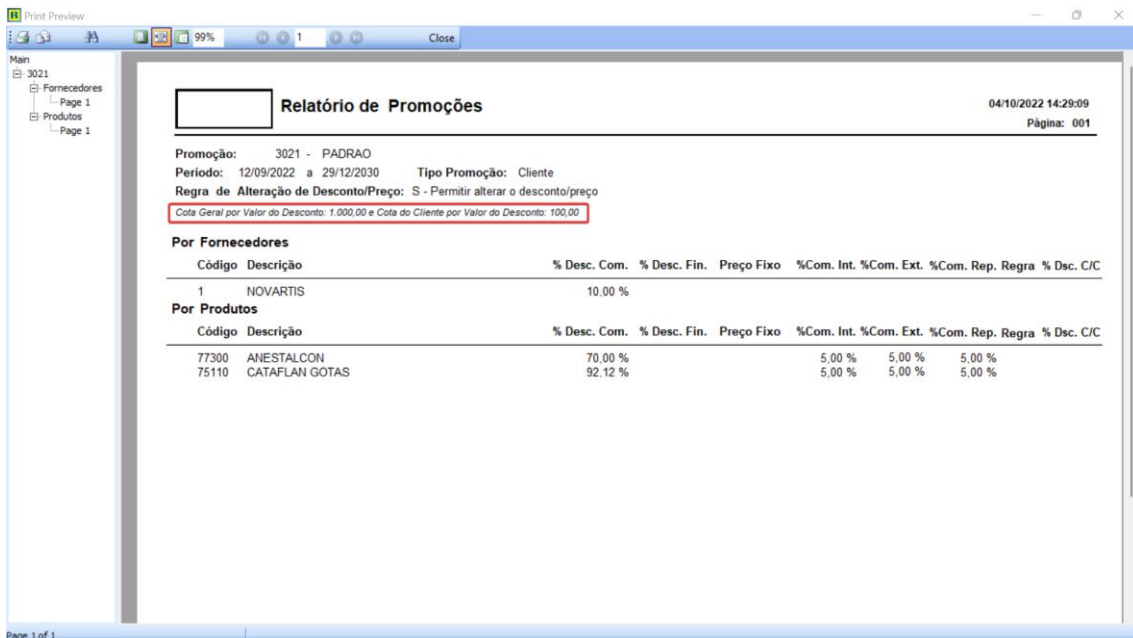 Print Preview
99%
1
Close
Main
3021
Fornecedores
Page 1
Produtos
Page 1
Relatório de Promoções
04/10/2022 14:29:09
Página: 001
Promoção: 3021 - PADRAO
Período: 12/09/2022 a 29/12/2030 Tipo Promoção: Cliente
Regra de Alteração de Desconto/Preço: S - Permitir alterar o desconto/preço
Cota Geral por Valor do Desconto: 1.000,00 e Cota do Cliente por Valor do Desconto: 100,00
Por Fornecedores
Código Descrição % Desc. Com. % Desc. Fin. Preço Fixo %Com. Int. %Com. Ext. %Com. Rep. Regra % Dsc. C/C
1 NOVARTIS 10,00 %
Por Produtos
Código Descrição % Desc. Com. % Desc. Fin. Preço Fixo %Com. Int. %Com. Ext. %Com. Rep. Regra % Dsc. C/C
77300 ANESTALCON 70,00 % 5,00 % 5,00 % 5,00 %
75110 CATAFLAN GOTAS 92,12 % 5,00 % 5,00 % 5,00 %
Page 1 of 1